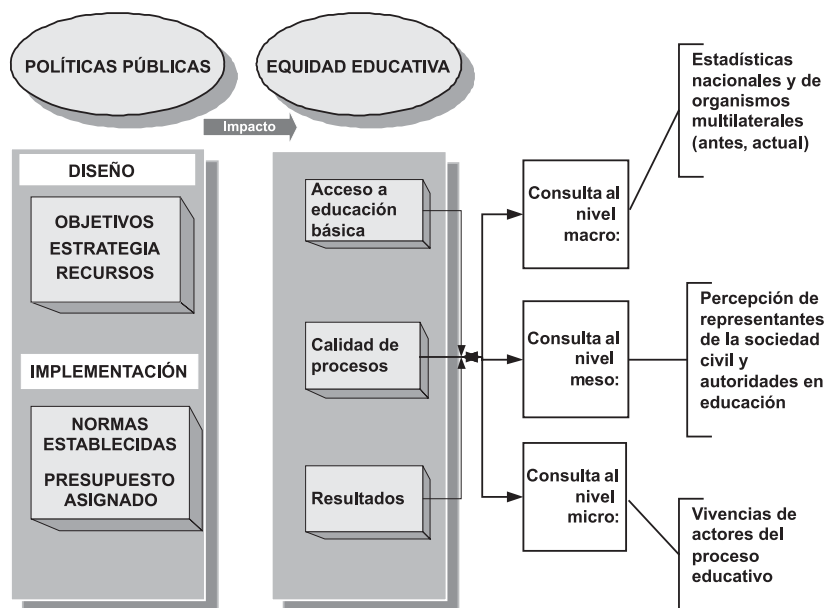 POLÍTICAS PÚBLICAS
EQUIDAD EDUCATIVA
Impacto
DISEÑO
OBJETIVOS
ESTRATEGIA
RECURSOS
IMPLEMENTACIÓN
NORMAS
ESTABLECIDAS
PRESUPUESTO
ASIGNADO
Acceso a
educación
básica
Calidad de
procesos
Resultados
Consulta al
nivel
macro:
Consulta al
nivel
meso:
Consulta al
nivel
micro:
Estadísticas
nacionales y de
organismos
multilaterales
(antes, actual)
Percepción de
representantes
de la sociedad
civil y
autoridades en
educación
Vivencias de
actores del
proceso
educativo